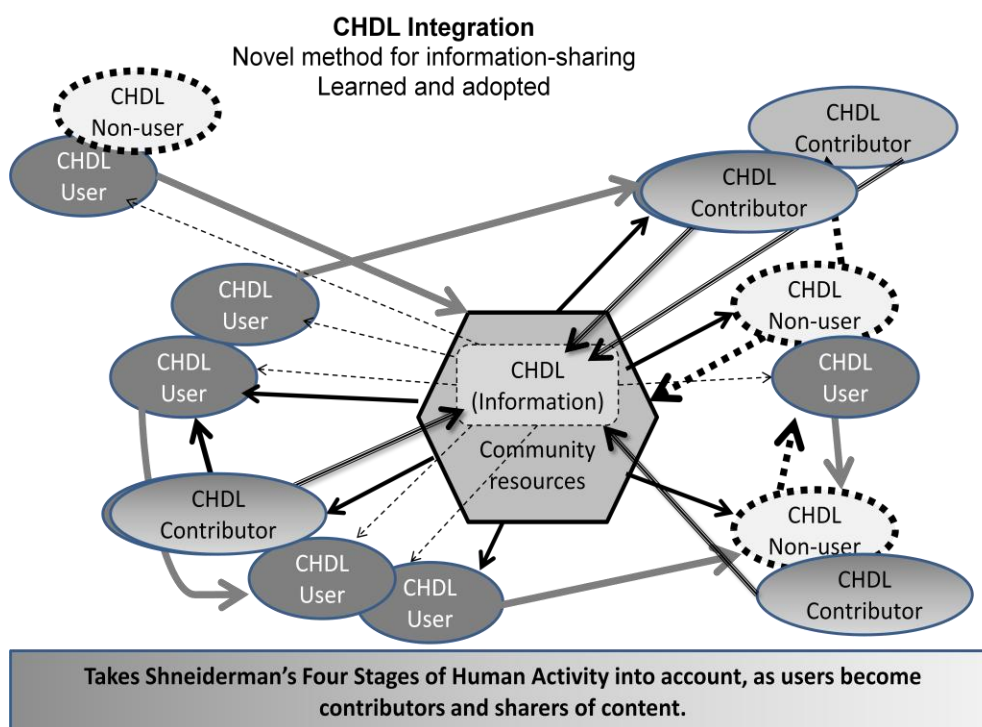 CHDL Integration
Novel method for information-sharing
Learned and adopted
CHDL
Non-user
CHDL
User
CHDL
Contributor
CHDL
Contributor
CHDL
User
CHDL
Non-user
CHDL
User
CHDL
User
CHDL
(Information)
Community
resources
CHDL
Contributor
CHDL
Non-user
CHDL
User
CHDL
User
CHDL
Contributor
Takes Shneiderman's Four Stages of Human Activity into account, as users become
contributors and sharers of content.